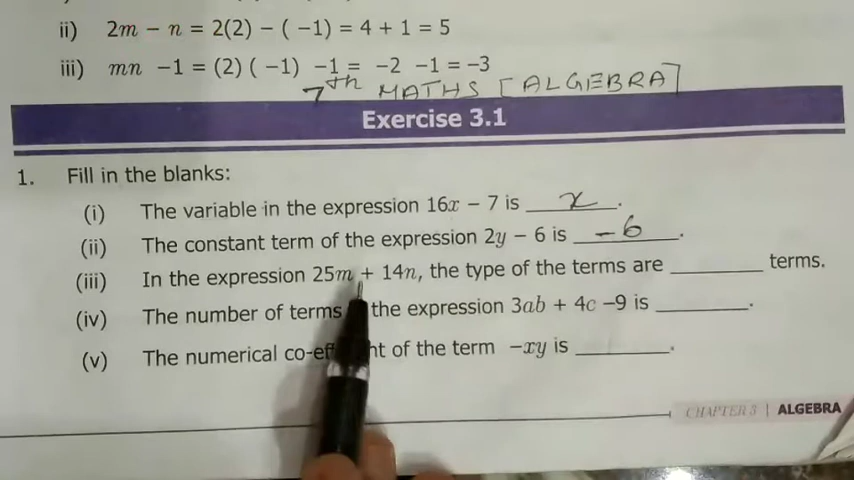 ii) 2m − n = 2(2) − ( −1) = 4 + 1 = 5
iii) mn −1 = (2) ( −1) −1 = −2 −1 = −3
7th MATHS [ALGEBRA]
Exercise 3.1
1. Fill in the blanks:
(i) The variable in the expression 16x − 7 is x.
(ii) The constant term of the expression 2y − 6 is −6.
(iii) In the expression 25m + 14n, the type of the terms are ________ terms.
(iv) The number of terms the expression 3ab + 4c −9 is ________.
(v) The numerical of the term −xy is ________.
CHAPTER 3 | ALGEBRA